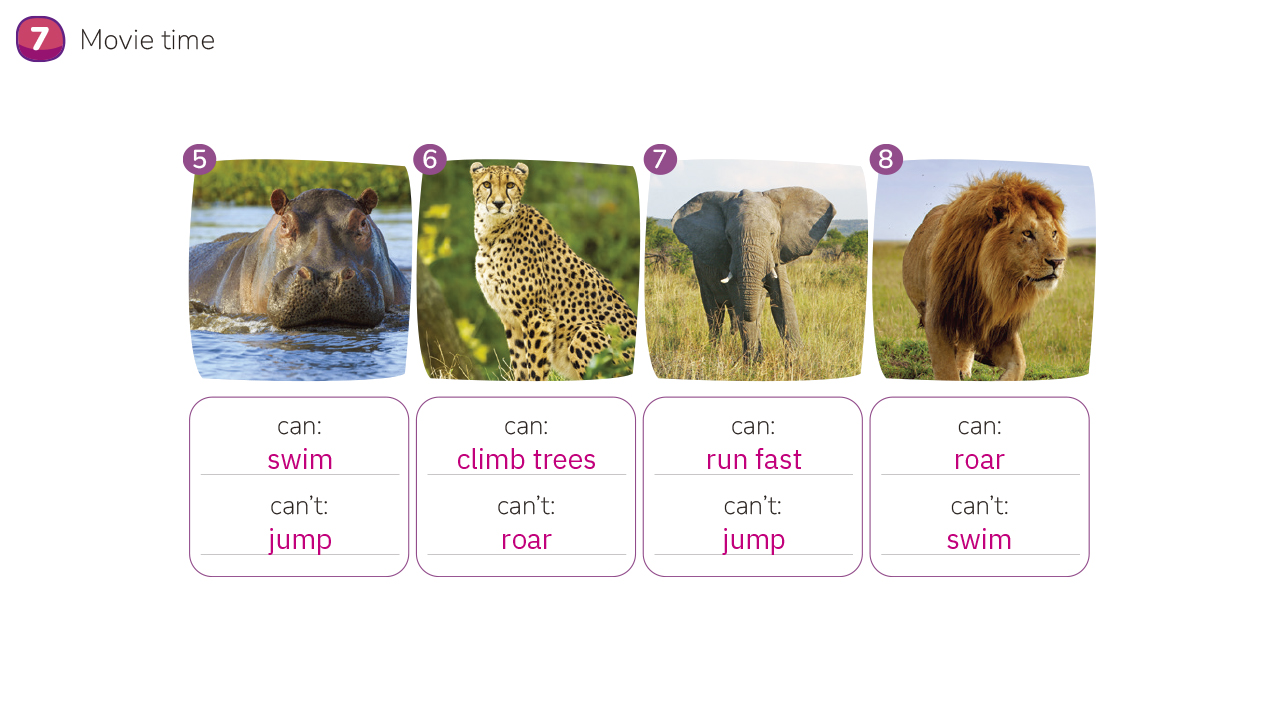 7 Movie time
5 6 7 8
can: can: can: can:
swim climb trees run fast roar
can't: can't: can't: can't:
jump roar jump swim